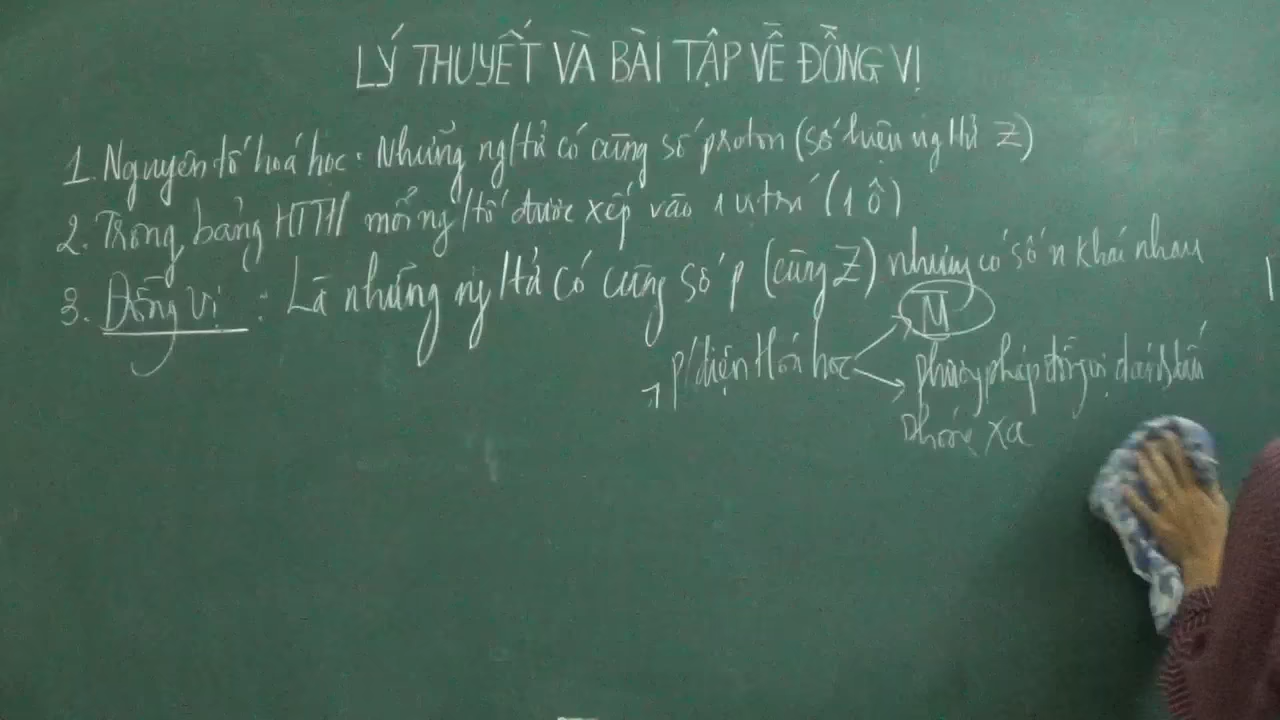 LÝ THUYẾT VÀ BÀI TẬP VỀ ĐỒNG VỊ
1. Nguyên tố hoá học: Những ng/tử có cùng số proton (số hiệu ng/tử Z)
2. Trong bảng HTTH mỗi ng/tố được xếp vào 1 vị trí (1 ô)
3. Đồng vị : Là những ng/tử có cùng số p (cùng Z) nhưng có số n khác nhau
M
P/diện Hoá học
phương pháp đồng vị đánh dấu
phóng xạ